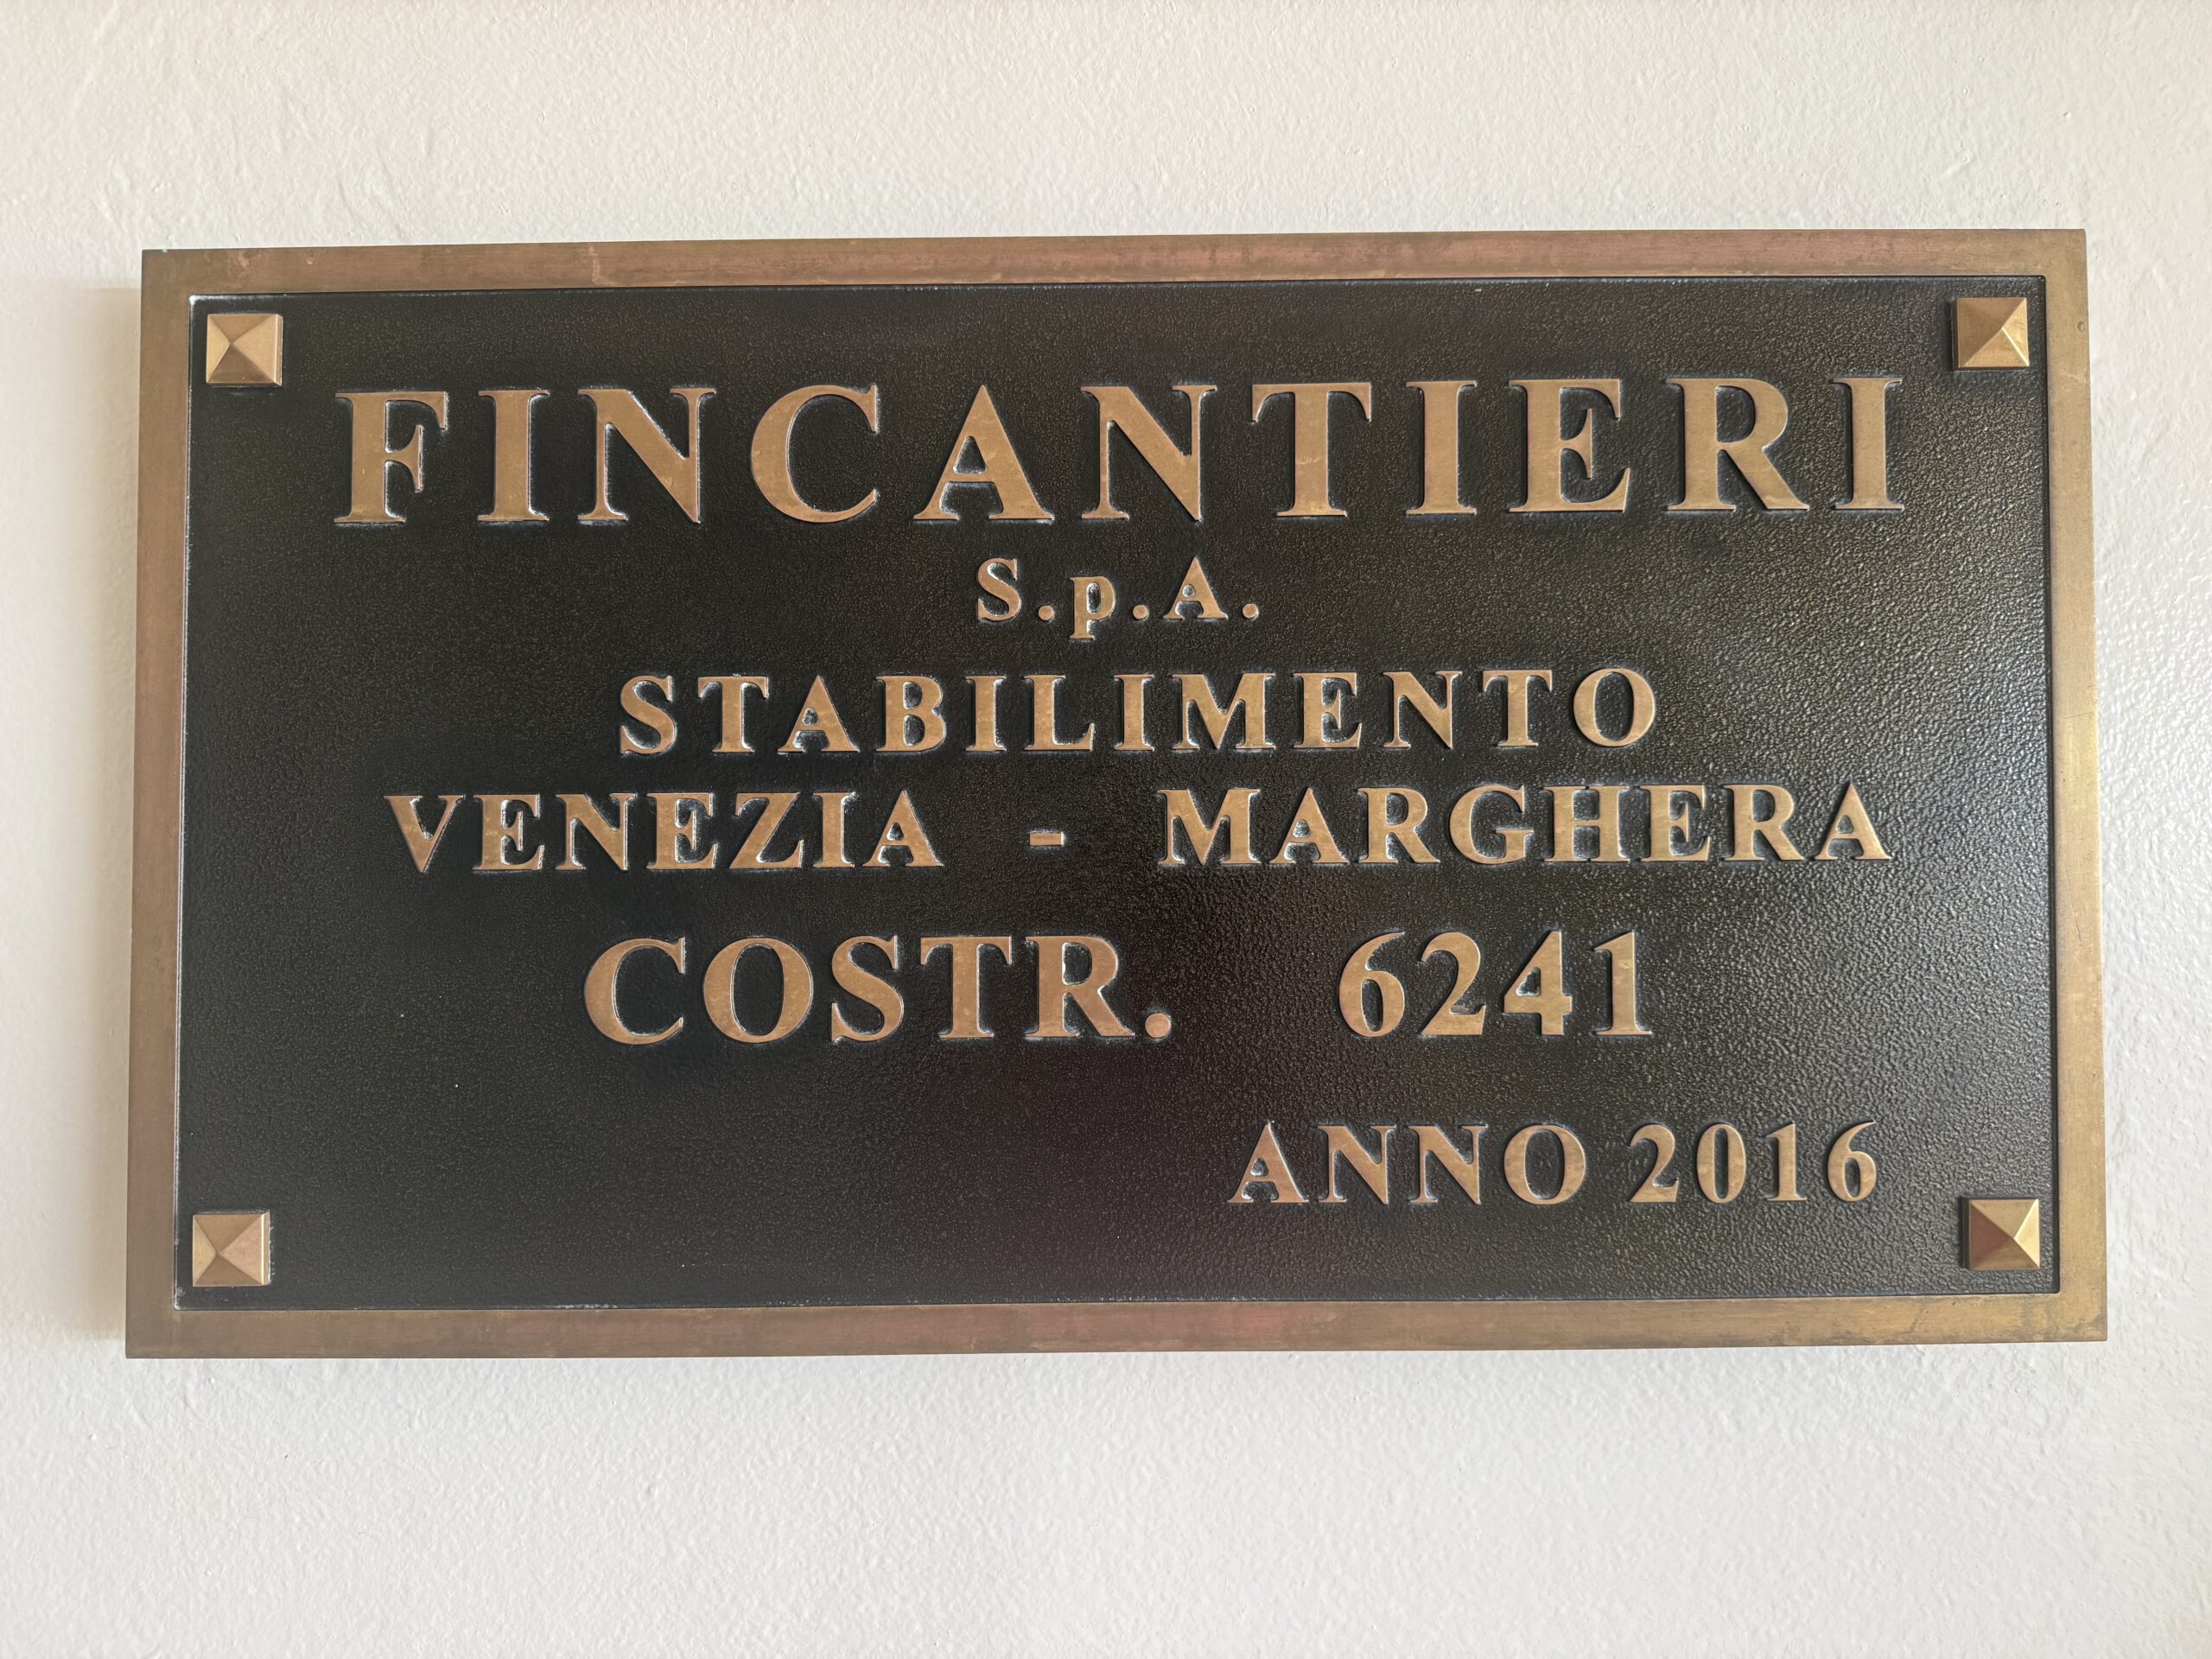 FINCANTIERI
S.p.A.
STABILIMENTO
VENEZIA - MARGHERA
COSTR. 6241
ANNO 2016